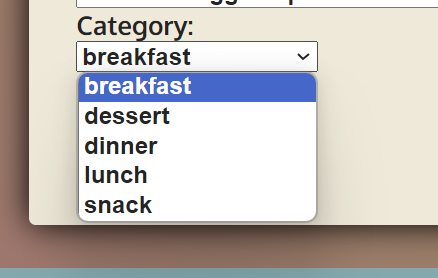 Category:
breakfast
breakfast
dessert
dinner
lunch
snack